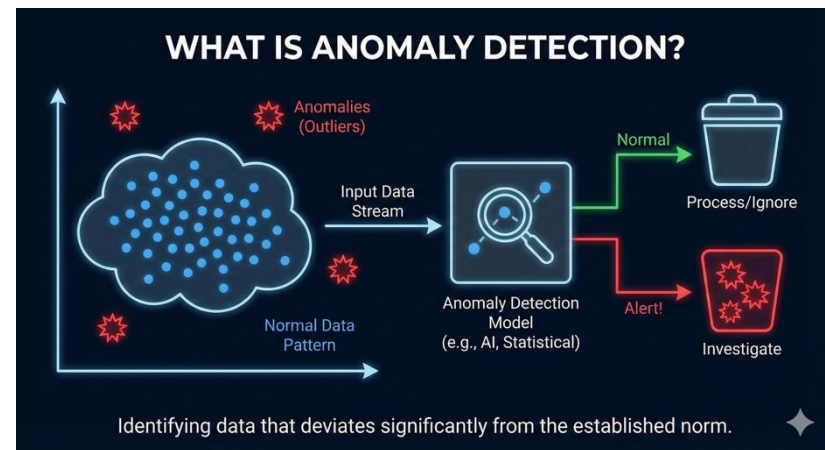 WHAT IS ANOMALY DETECTION?
Anomalies
(Outliers)
Normal Data
Pattern
Input Data
Stream
Anomaly Detection
Model
(e.g., AI, Statistical)
Normal
Process/Ignore
Alert!
Investigate
Identifying data that deviates significantly from the established norm.